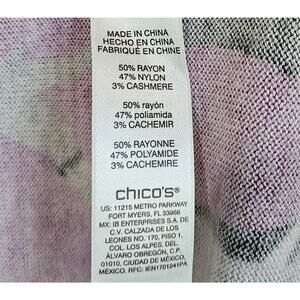 MADE IN CHINA
HECHO EN CHINA
FABRIQUÉ EN CHINE
50% RAYON
47% NYLON
3% CASHMERE
50% rayón
47% poliamida
3% CACHEMIR
50% RAYONNE
47% POLYAMIDE
3% CACHEMIR
chico's®
US: 11215 METRO PARKWAY
FORT MYERS, FL 33966
MX: IB ENTERPRISES S.A. DE
C.V. CALZADA DE LOS
LEONES NO. 170, PISO 1.
COL. LOS ALPES, DEL.
ÁLVARO OBREGÓN, C.P.
01010, CIUDAD DE MÉXICO,
MÉXICO, RFC: IEN1701241PA